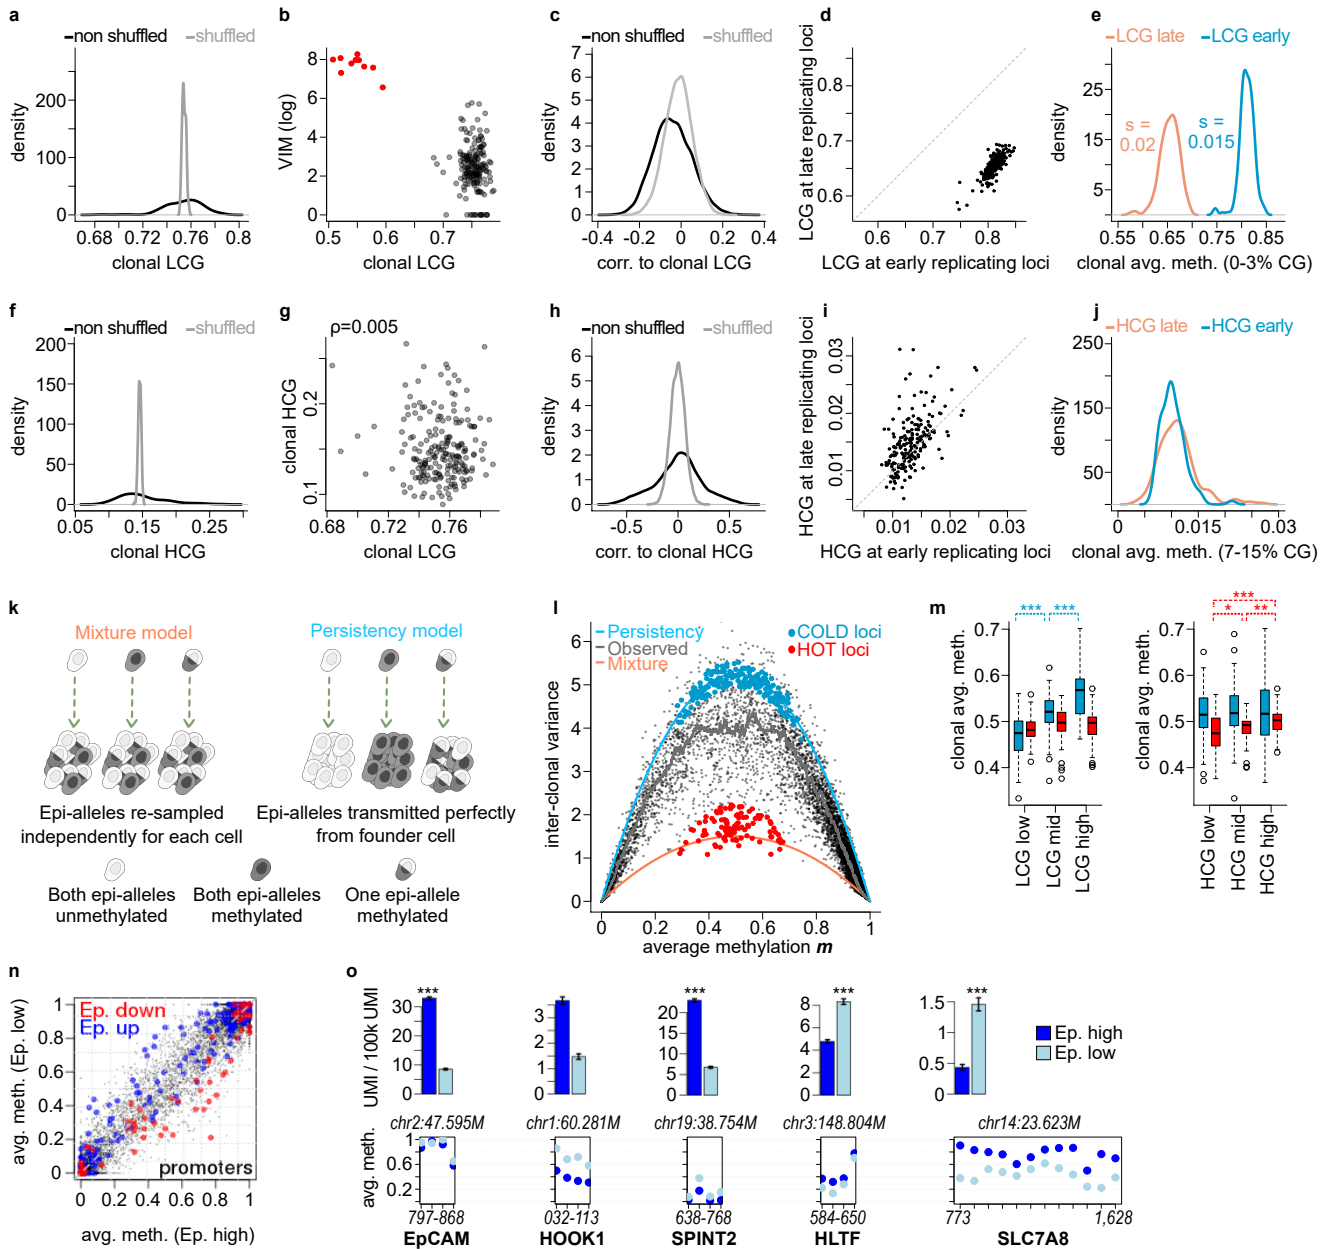 a
non shuffled shuffled
density
200
100
0
0.68 0.72 0.76 0.8
clonal LCG
b
VIM (log)
8
6
4
2
0
0.5 0.6 0.7
clonal LCG
c
non shuffled shuffled
density
7
6
5
4
3
2
1
0
-0.4 -0.2 0 0.2 0.4
corr. to clonal LCG
d
LCG at late replicating loci
0.8
0.7
0.6
0.6 0.7 0.8
LCG at early replicating loci
e
LCG late LCG early
density
25
15
5
s =
0.02
s =
0.015
0.55 0.65 0.75 0.85
clonal avg. meth. (0-3% CG)
f
non shuffled shuffled
density
200
150
100
50
0
0.05 0.15 0.25
clonal HCG
g
ρ=0.005
clonal HCG
0.2
0.1
0.68 0.72 0.76
clonal LCG
h
non shuffled shuffled
density
6
5
4
3
2
1
0
-0.5 0 0.5
corr. to clonal HCG
i
HCG at late replicating loci
0.03
0.02
0.01
0.01 0.02 0.03
HCG at early replicating loci
j
HCG late HCG early
density
250
150
50
0 0.015 0.03
clonal avg. meth. (7-15% CG)
k
Mixture model
Persistency model
Epi-alleles re-sampled
independently for each cell
Epi-alleles transmitted perfectly
from founder cell
Both epi-alleles
unmethylated
Both epi-alleles
methylated
One epi-allele
methylated
l
Persistency
Observed
Mixture
COLD loci
HOT loci
inter-clonal variance
6
5
4
3
2
1
0
0 0.2 0.4 0.6 0.8 1
average methylation m
m
*** ***
clonal avg. meth.
0.7
0.6
0.5
0.4
LCG low
LCG mid
LCG high
***
* **
clonal avg. meth.
0.7
0.6
0.5
0.4
HCG low
HCG mid
HCG high
n
Ep. down
Ep. up
promoters
avg. meth. (Ep. low)
1
0.8
0.6
0.4
0.2
0
0 0.2 0.4 0.6 0.8 1
avg. meth. (Ep. high)
o
UMI / 100k UMI
***
30
20
10
0
3
2
1
0
***
20
15
10
5
0
***
8
6
4
2
0
***
1.5
1
0.5
0
Ep. high
Ep. low
chr2:47.595M chr1:60.281M chr19:38.754M chr3:148.804M chr14:23.623M
avg. meth.
1
0.6
0.2
797-868 032-113 638-768 584-650 773 1,628
EpCAM HOOK1 SPINT2 HLTF SLC7A8